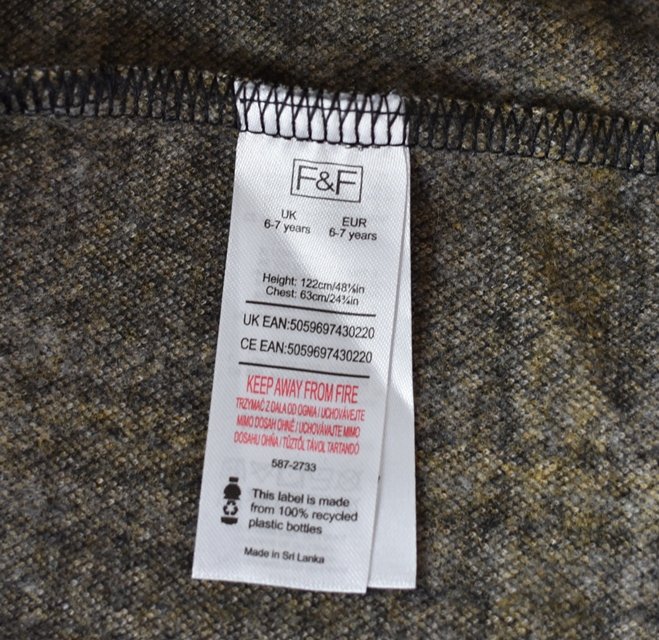 F&F
UK EUR
6-7 years 6-7 years
Height: 122cm/48⅛in
Chest: 63cm/24¾in
UK EAN:5059697430220
CE EAN:5059697430220
KEEP AWAY FROM FIRE
TRZYMAĆ Z DALA OD OGNIA / UCHOVÁVEJTE
MIMO DOSAH OHNĚ / UCHOVÁVAJTE MIMO
DOSAHU OHŇA / TŰZTŐL TÁVOL TARTANDÓ
587-2733
This label is made
from 100% recycled
plastic bottles
Made in Sri Lanka